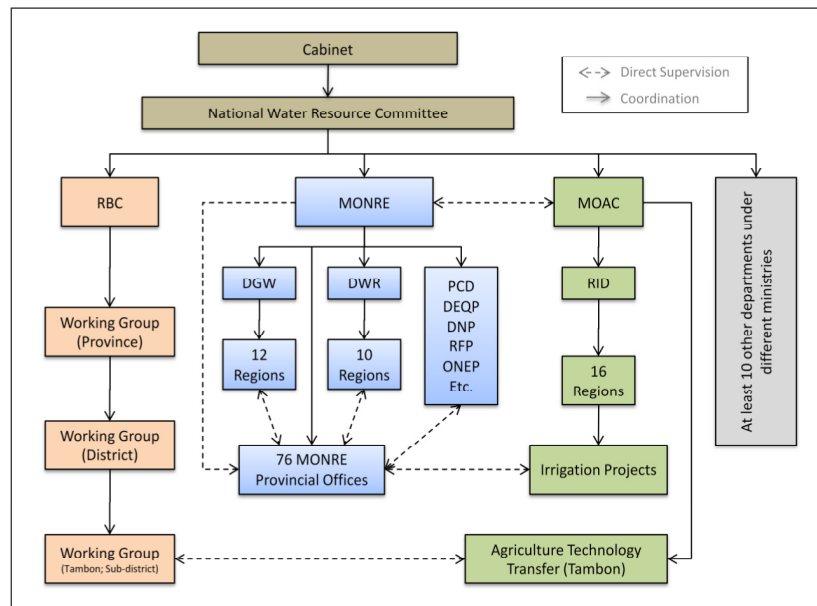 Cabinet
Direct Supervision
Coordination
National Water Resource Committee
RBC
MONRE
MOAC
At least 10 other departments under
different ministries
DGW
DWR
PCD
DEQP
DNP
RFP
ONEP
Etc.
RID
Working Group
(Province)
12
Regions
10
Regions
16
Regions
Working Group
(District)
76 MONRE
Provincial Offices
Irrigation Projects
Working Group
(Tambon; Sub-district)
Agriculture Technology
Transfer (Tambon)